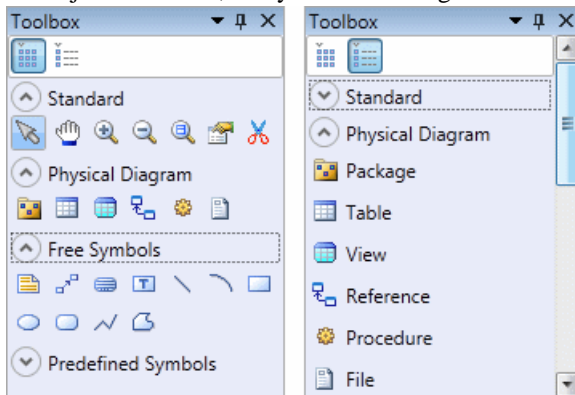 Toolbox
Standard
Physical Diagram
Free Symbols
Predefined Symbols
Toolbox
Standard
Physical Diagram
Package
Table
View
Reference
Procedure
File